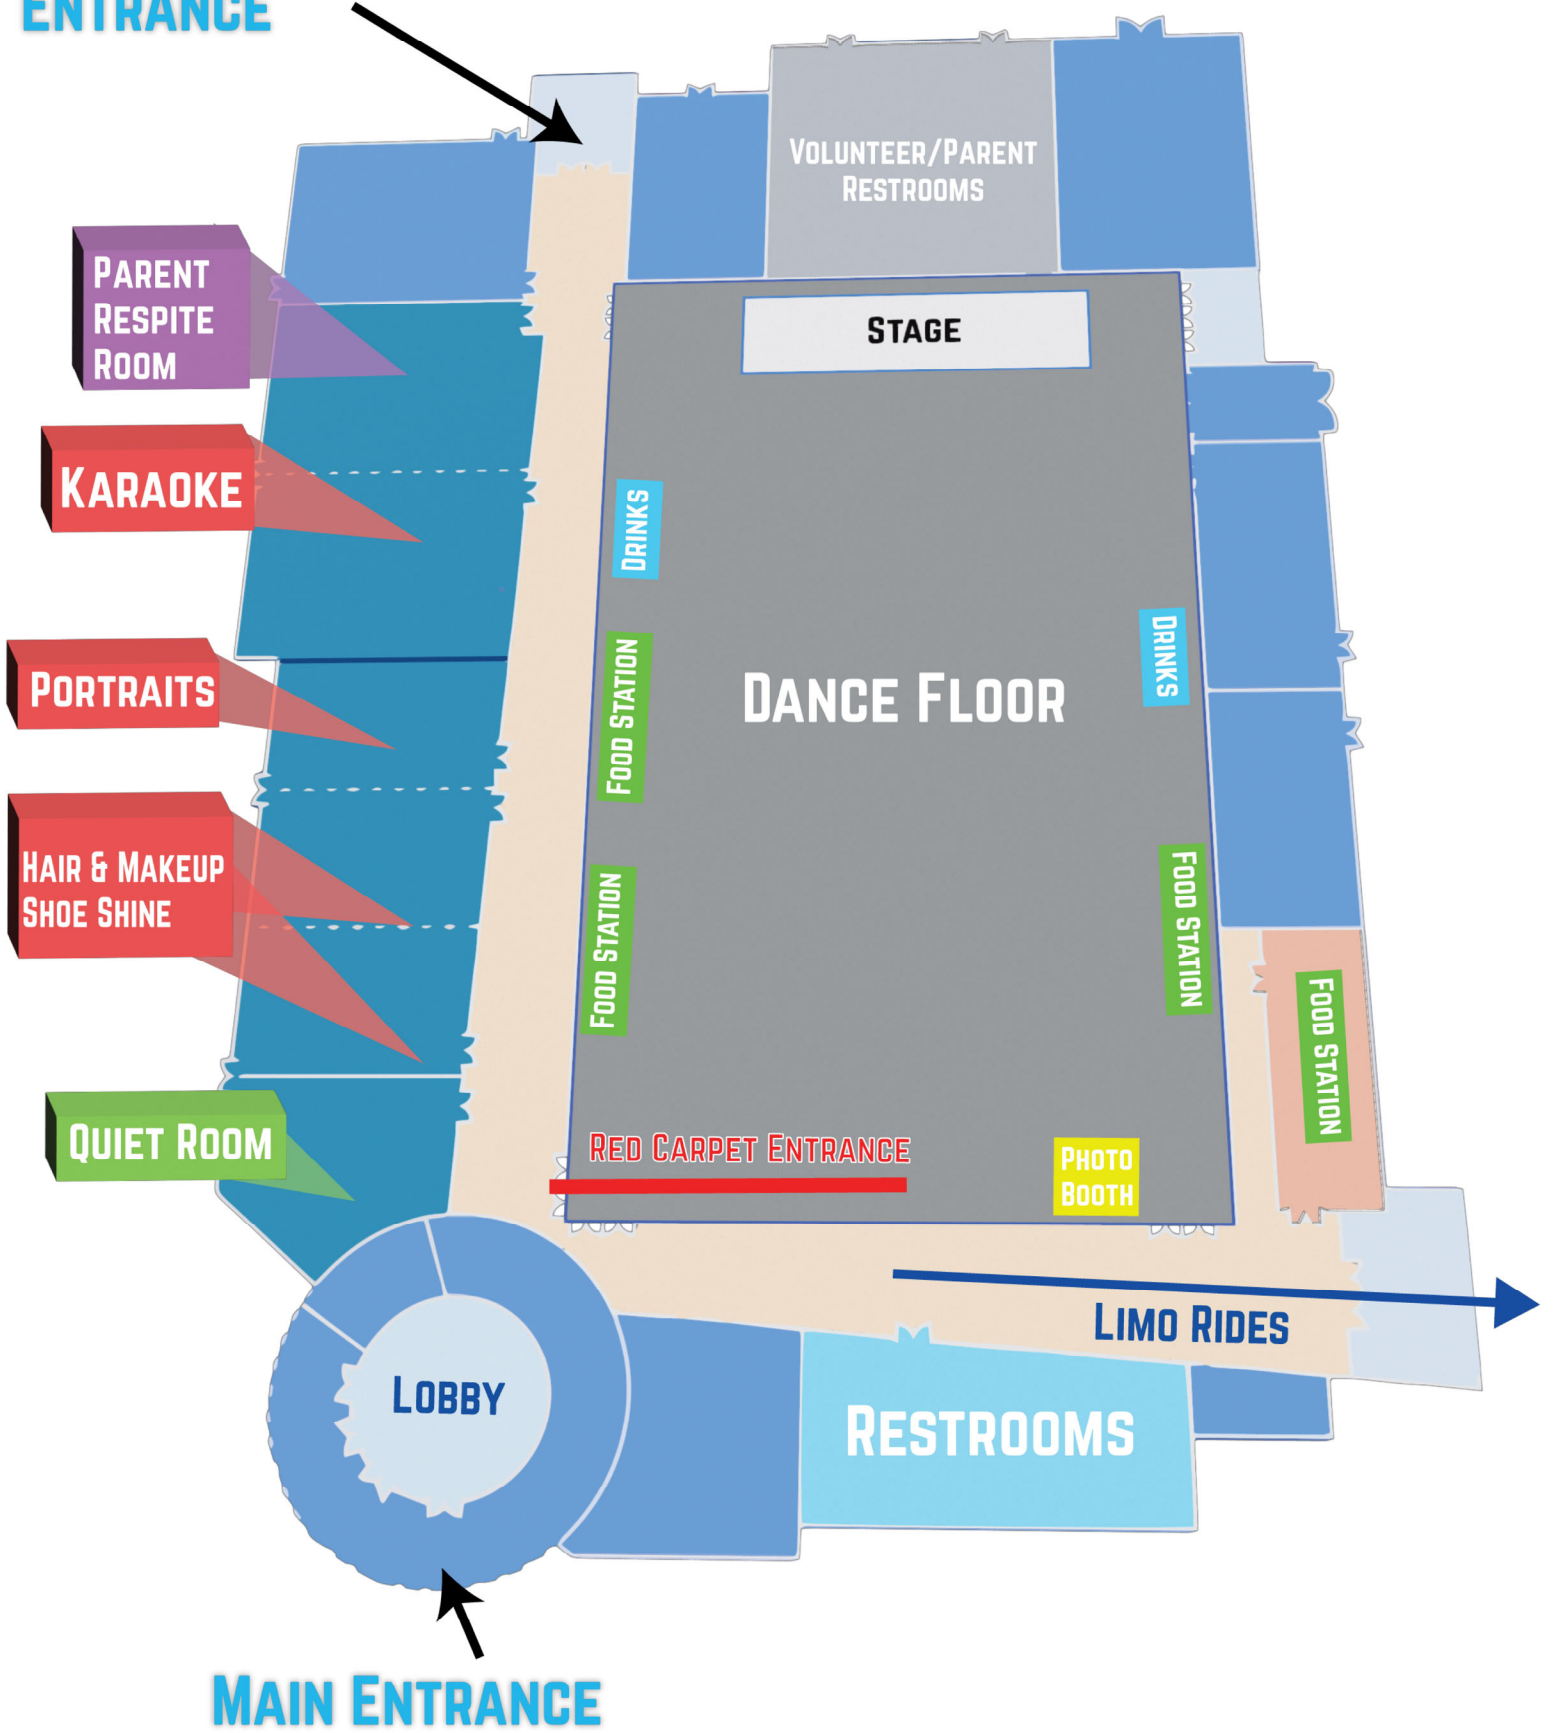 ENTRANCE
VOLUNTEER/PARENT
RESTROOMS
PARENT
RESPITE
ROOM
STAGE
KARAOKE
DRINKS
DRINKS
PORTRAITS
FOOD STATION
DANCE FLOOR
HAIR & MAKEUP
SHOE SHINE
FOOD STATION
FOOD STATION
FOOD STATION
QUIET ROOM
RED CARPET ENTRANCE
PHOTO
BOOTH
LIMO RIDES
LOBBY
RESTROOMS
MAIN ENTRANCE